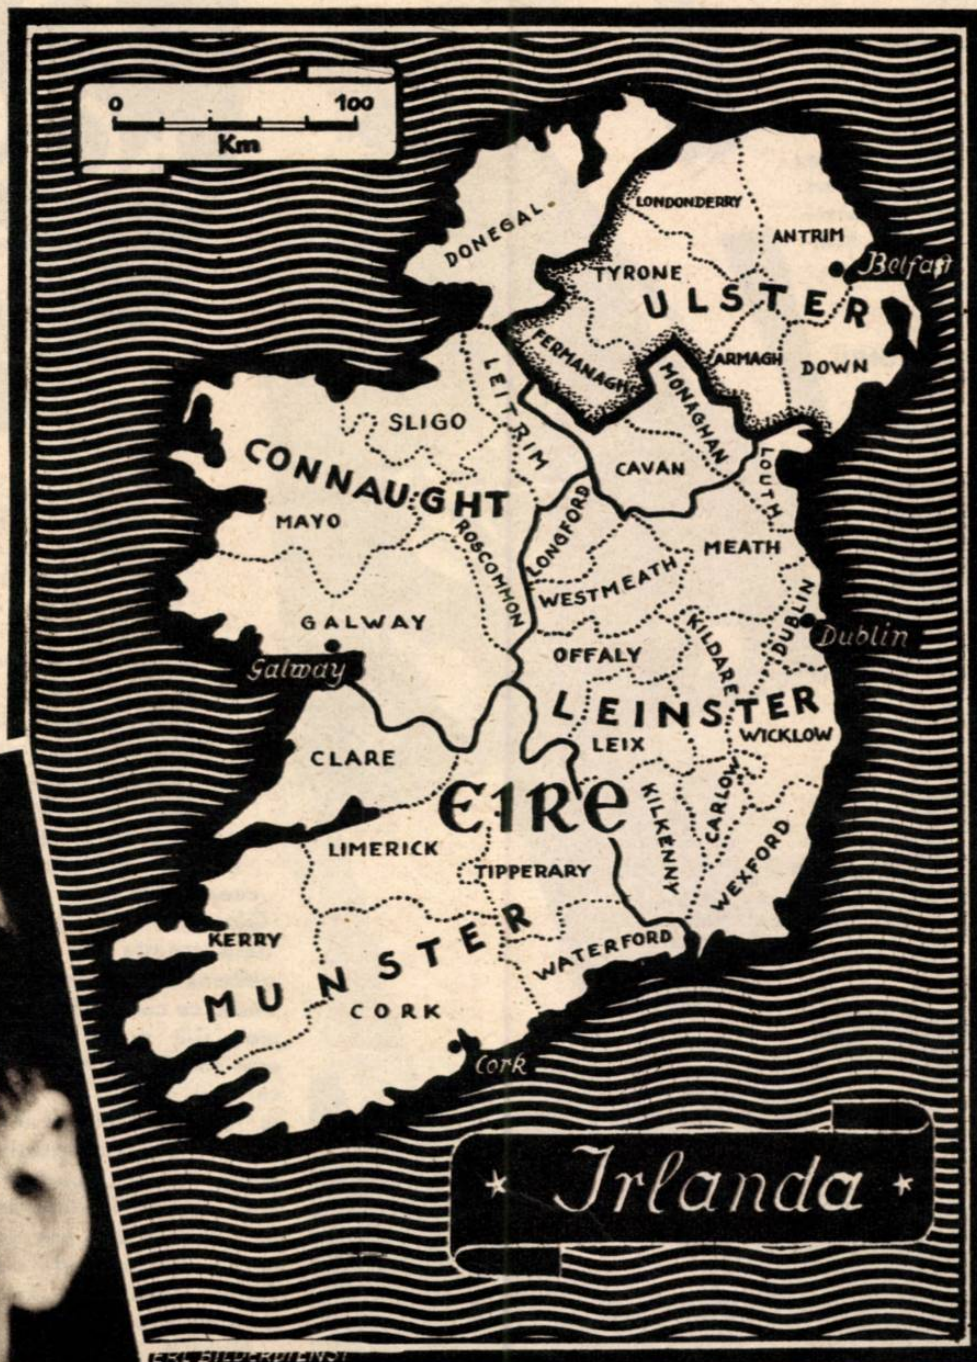 0 100
Km
DONEGAL
LONDONDERRY
ANTRIM
Belfast
TYRONE
ULSTER
FERMANAGH
ARMAGH
DOWN
MONAGHAN
LEITRIM
SLIGO
CAVAN
LOUTH
CONNAUGHT
MAYO
ROSCOMMON
LONGFORD
MEATH
WESTMEATH
DUBLIN
Dublin
GALWAY
Galway
OFFALY
KILDARE
LEINSTER
LEIX
WICKLOW
CLARE
EIRE
CARLOW
KILKENNY
WEXFORD
LIMERICK
TIPPERARY
KERRY
MUNSTER
WATERFORD
CORK
Cork
Irlanda
BILDERDIENST